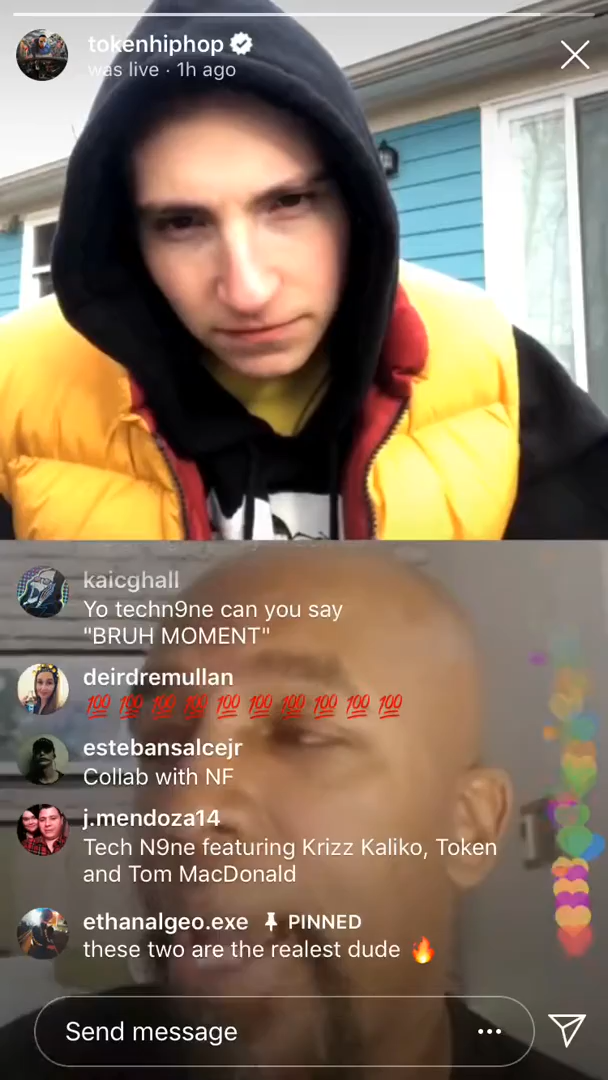 tokenhiphop
was live · 1h ago
kaicghall
Yo techn9ne can you say
"BRUH MOMENT"
deirdremullan
💯 💯 💯 💯 💯 💯 💯 💯 💯 💯
estebansalcejr
Collab with NF
j.mendoza14
Tech N9ne featuring Krizz Kaliko, Token
and Tom MacDonald
ethanalgeo.exe 📌 PINNED
these two are the realest dude 🔥
Send message